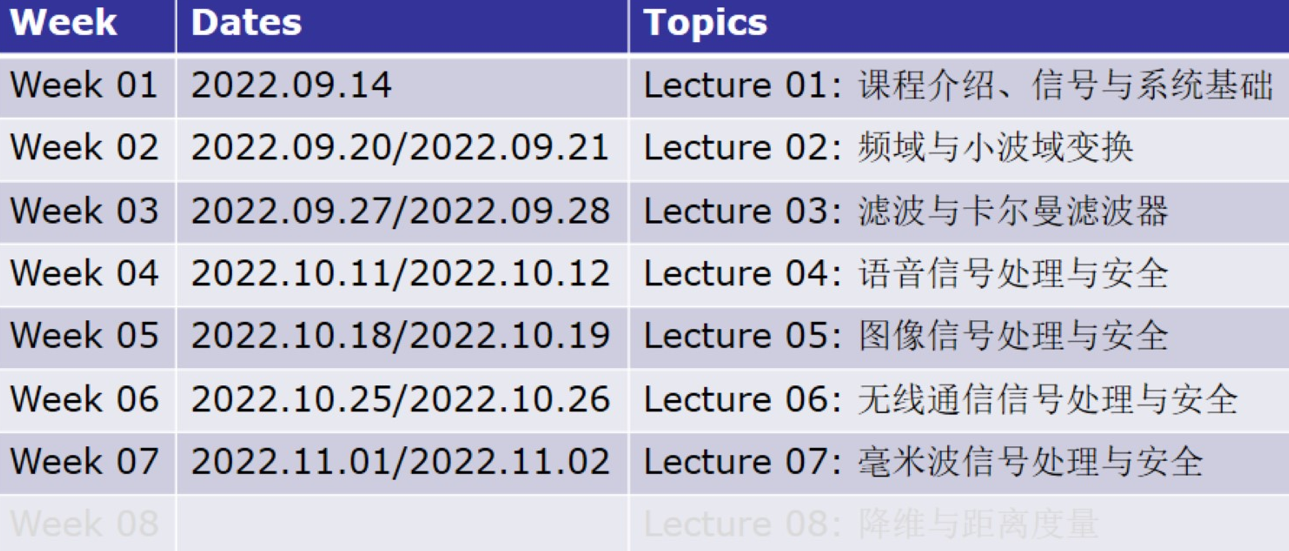 Week Dates Topics
Week 01 2022.09.14 Lecture 01: 课程介绍、信号与系统基础
Week 02 2022.09.20/2022.09.21 Lecture 02: 频域与小波域变换
Week 03 2022.09.27/2022.09.28 Lecture 03: 滤波与卡尔曼滤波器
Week 04 2022.10.11/2022.10.12 Lecture 04: 语音信号处理与安全
Week 05 2022.10.18/2022.10.19 Lecture 05: 图像信号处理与安全
Week 06 2022.10.25/2022.10.26 Lecture 06: 无线通信信号处理与安全
Week 07 2022.11.01/2022.11.02 Lecture 07: 毫米波信号处理与安全
Week 08 Lecture 08: 降维与距离度量